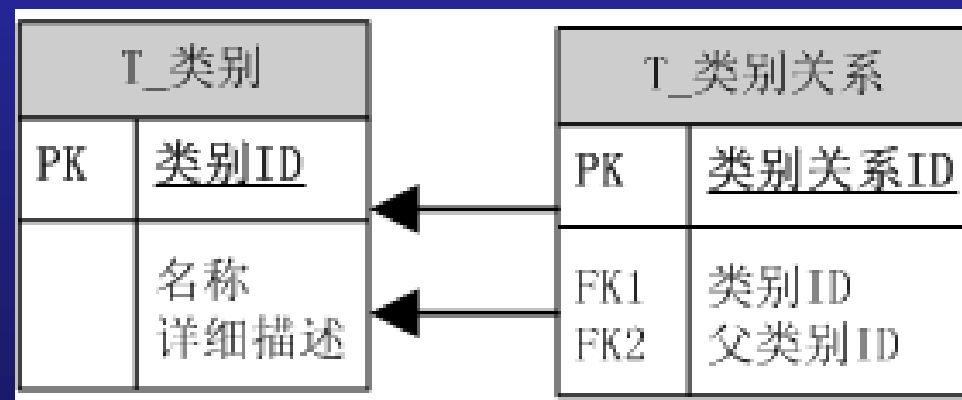 T_类别
PK 类别ID
名称
详细描述
T_类别关系
PK 类别关系ID
FK1 类别ID
FK2 父类别ID